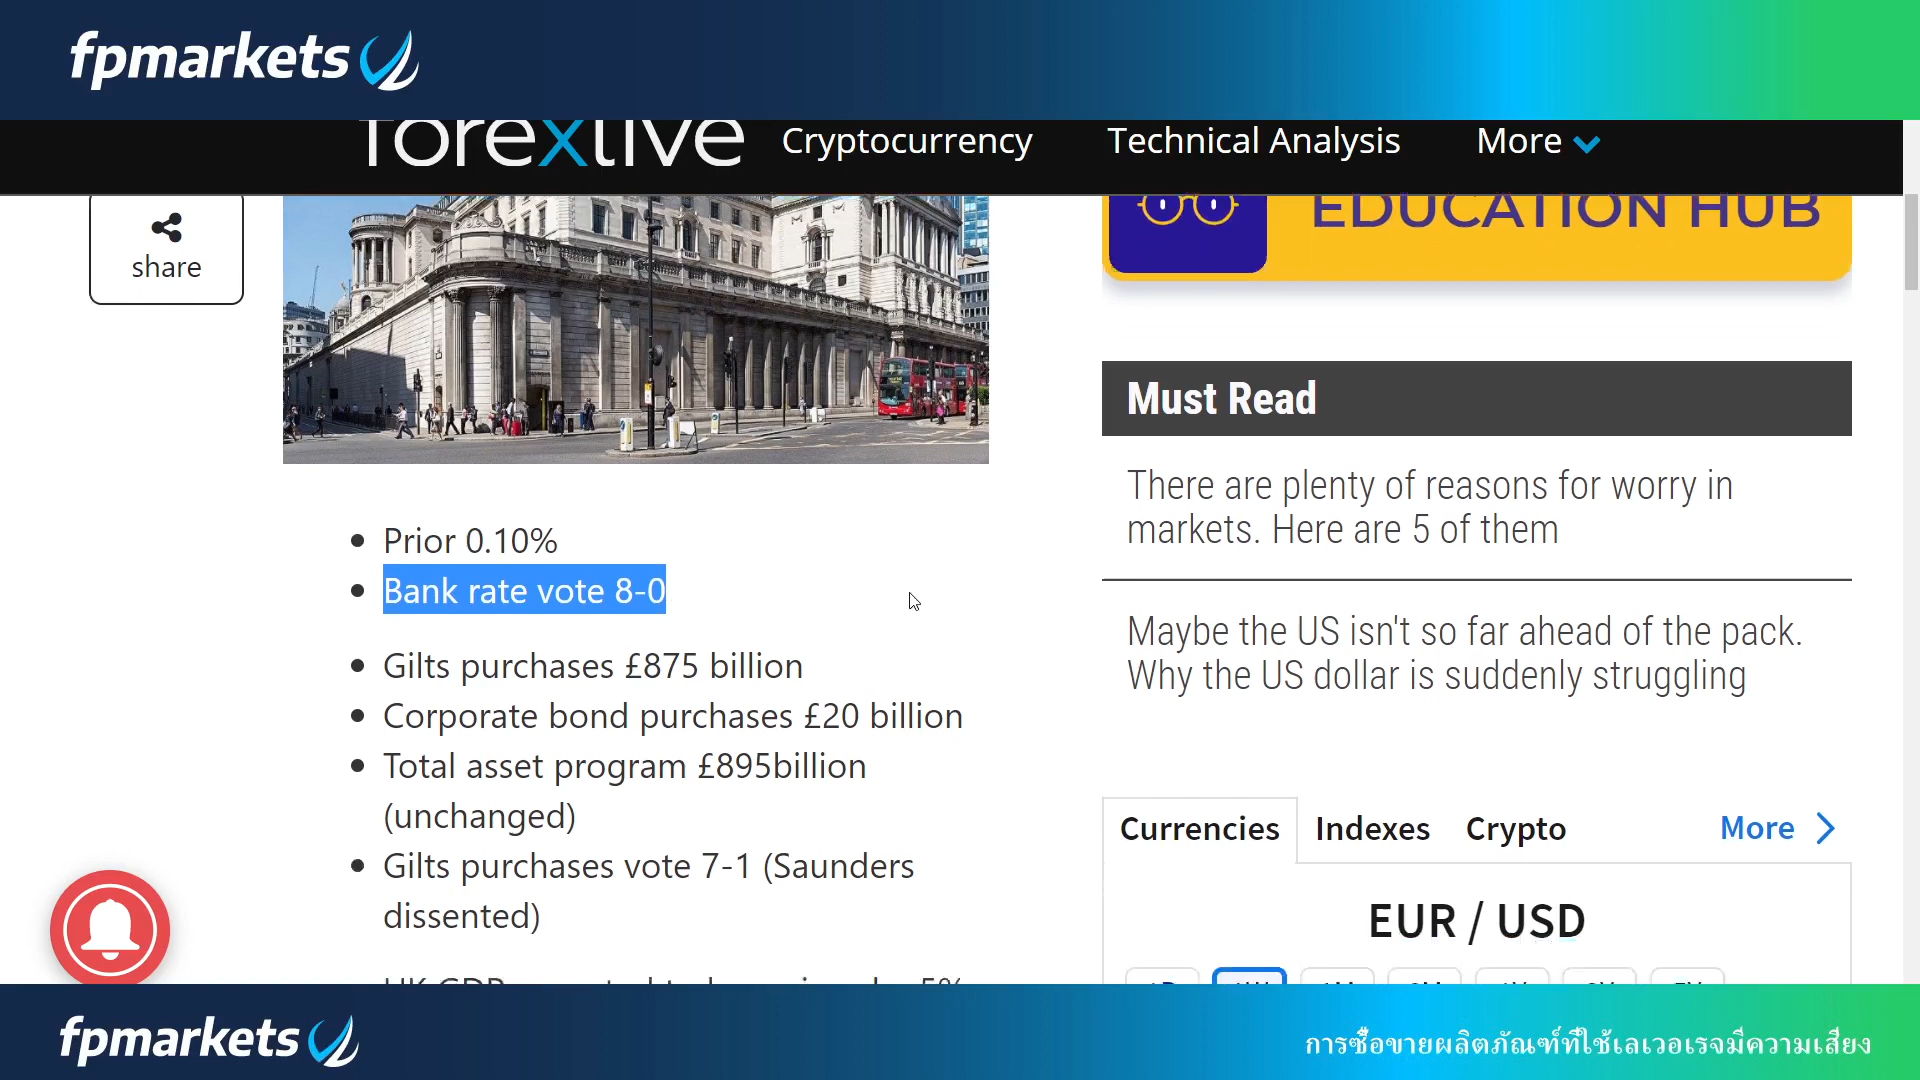 fpmarkets
forexlive
Cryptocurrency
Technical Analysis
More
share
EDUCATION HUB
Prior 0.10%
Bank rate vote 8-0
Gilts purchases £875 billion
Corporate bond purchases £20 billion
Total asset program £895billion
(unchanged)
Gilts purchases vote 7-1 (Saunders
dissented)
Must Read
There are plenty of reasons for worry in
markets. Here are 5 of them
Maybe the US isn't so far ahead of the pack.
Why the US dollar is suddenly struggling
Currencies
Indexes
Crypto
More
EUR / USD
fpmarkets
การซื้อขายผลิตภัณฑ์ที่ใช้เลเวอเรจมีความเสี่ยง